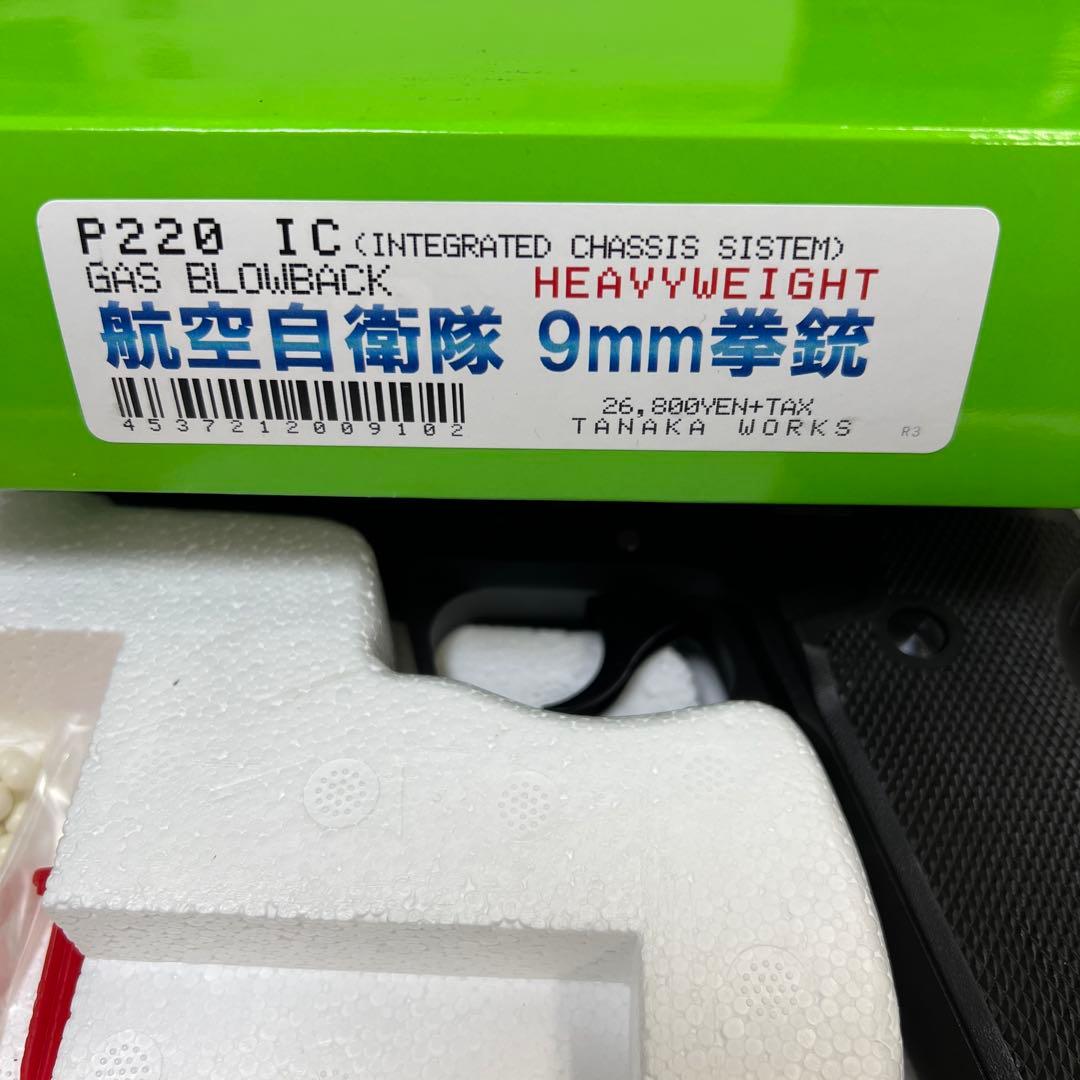 P220 IC (INTEGRATED CHASSIS SISTEM)
GAS BLOWBACK HEAVYWEIGHT
航空自衛隊 9mm拳銃
26,800YEN+TAX
4537212009102 TANAKA WORKS R3